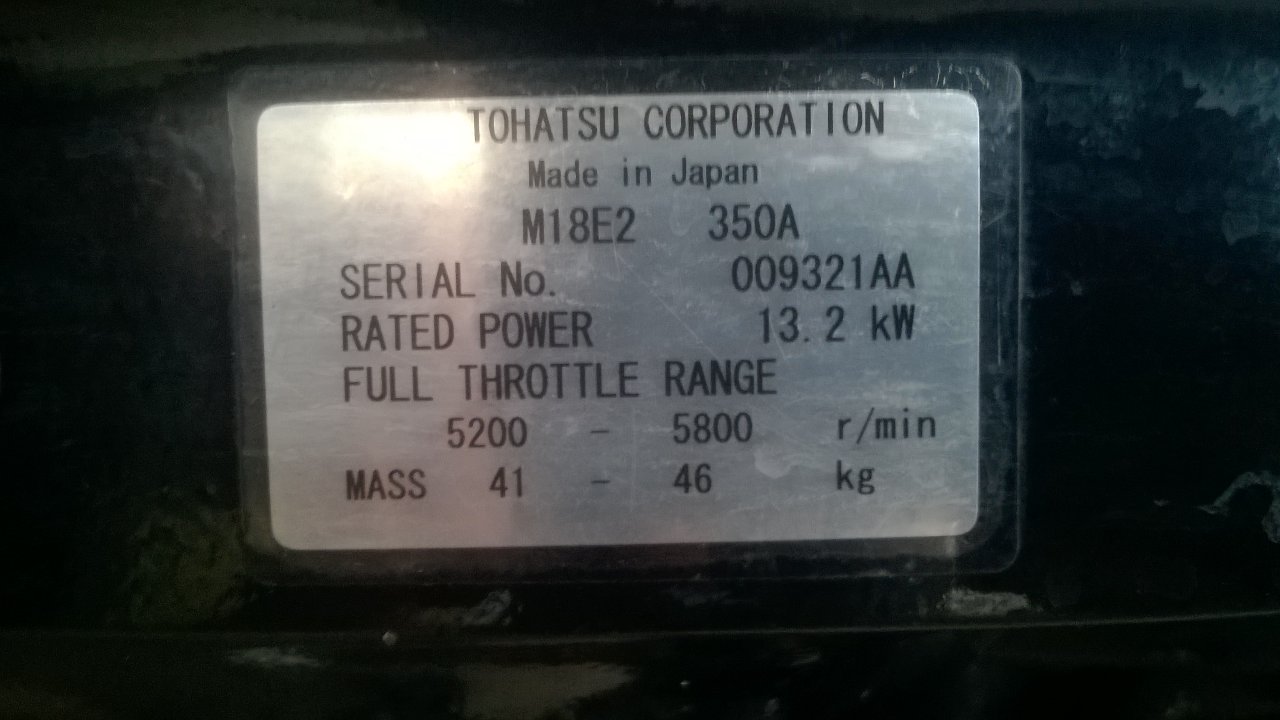 TOHATSU CORPORATION
Made in Japan
M18E2 350A
SERIAL No. 009321AA
RATED POWER 13.2 kW
FULL THROTTLE RANGE
5200 - 5800 r/min
MASS 41 - 46 kg